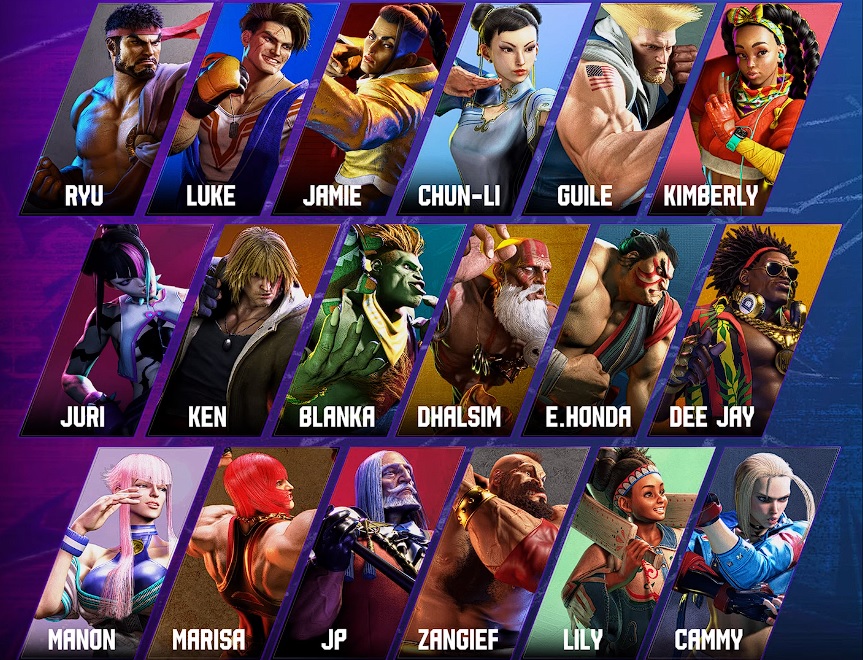 RYU LUKE JAMIE CHUN-LI GUILE KIMBERLY
JURI KEN BLANKA DHALSIM E.HONDA DEE JAY
MANON MARISA JP ZANGIEF LILY CAMMY